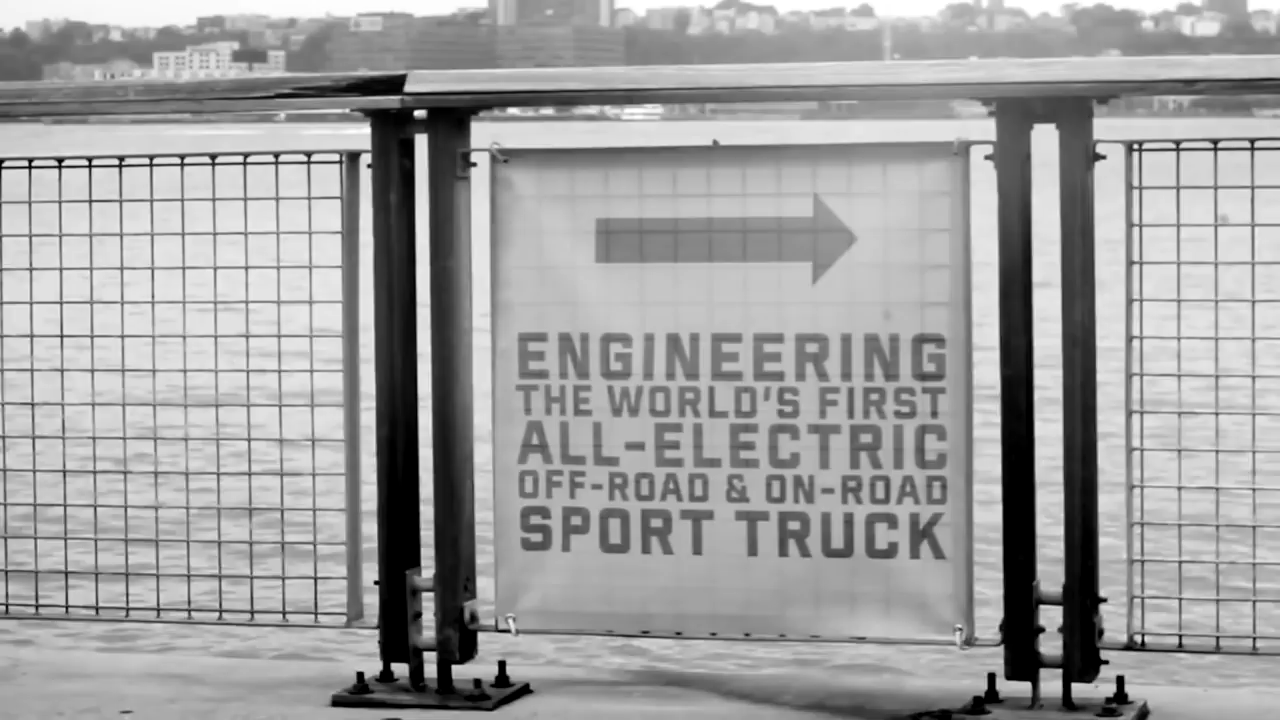 ENGINEERING
THE WORLD'S FIRST
ALL-ELECTRIC
OFF-ROAD & ON-ROAD
SPORT TRUCK